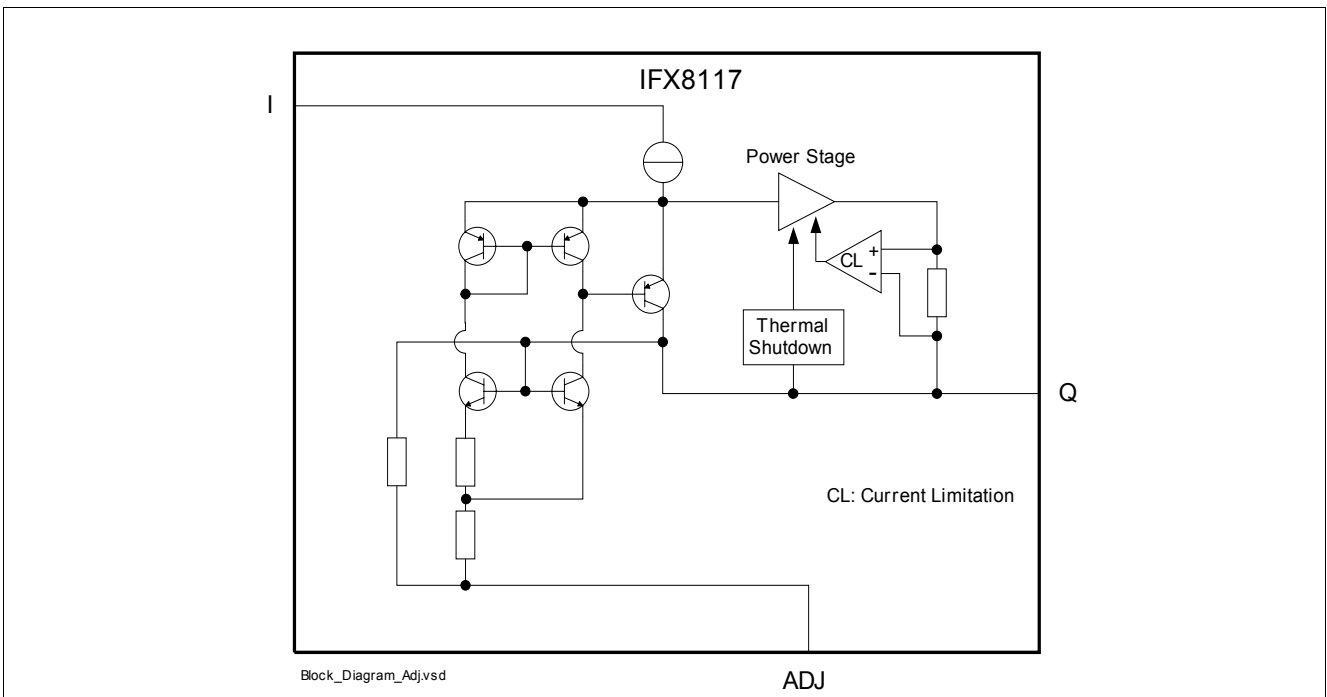 IFX8117
I
Power Stage
+
CL
-
Thermal
Shutdown
Q
CL: Current Limitation
Block_Diagram_Adj.vsd
ADJ